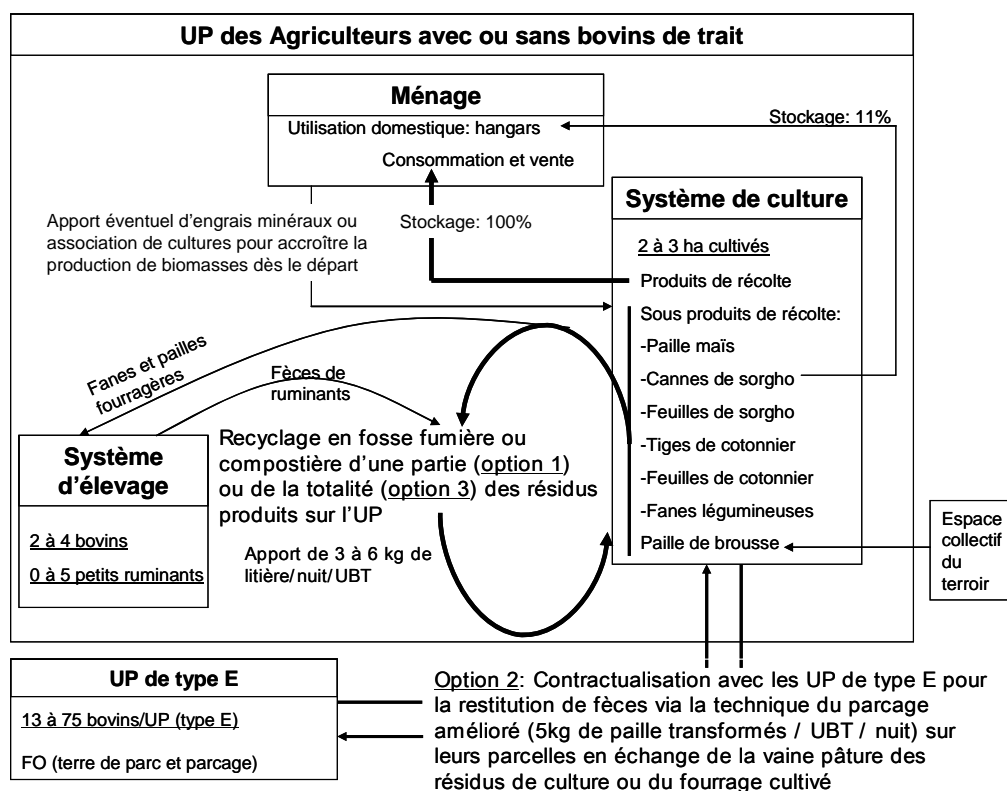 UP des Agriculteurs avec ou sans bovins de trait
Ménage
Utilisation domestique: hangars
Consommation et vente
Stockage: 11%
Apport éventuel d'engrais minéraux ou
association de cultures pour accroître la
production de biomasses dès le départ
Stockage: 100%
Système de culture
2 à 3 ha cultivés
Produits de récolte
Sous produits de récolte:
-Paille maïs
-Cannes de sorgho
-Feuilles de sorgho
-Tiges de cotonnier
-Feuilles de cotonnier
-Fanes légumineuses
Paille de brousse
Fanes et pailles
fourragères
Fèces de
ruminants
Système
d'élevage
2 à 4 bovins
0 à 5 petits ruminants
Recyclage en fosse fumière ou
compostière d'une partie (option 1)
ou de la totalité (option 3) des résidus
produits sur l'UP
Apport de 3 à 6 kg de
litière/ nuit/ UBT
Espace
collectif
du
terroir
UP de type E
13 à 75 bovins/UP (type E)
FO (terre de parc et parcage)
Option 2: Contractualisation avec les UP de type E pour
la restitution de fèces via la technique du parcage
amélioré (5kg de paille transformés / UBT / nuit) sur
leurs parcelles en échange de la vaine pâture des
résidus de culture ou du fourrage cultivé